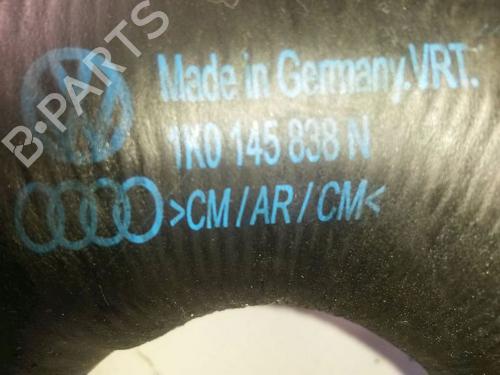 B-PARTS
Made in Germany.VRT.
1K0 145 838 N
>CM/AR/CM<